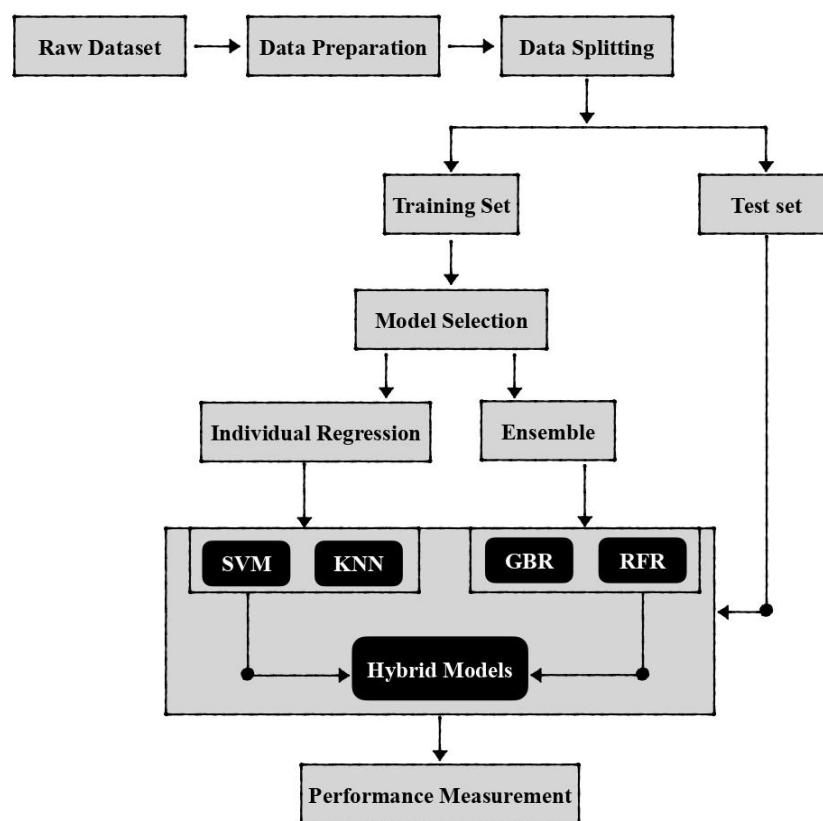 Raw Dataset
Data Preparation
Data Splitting
Training Set
Test set
Model Selection
Individual Regression
Ensemble
SVM
KNN
GBR
RFR
Hybrid Models
Performance Measurement